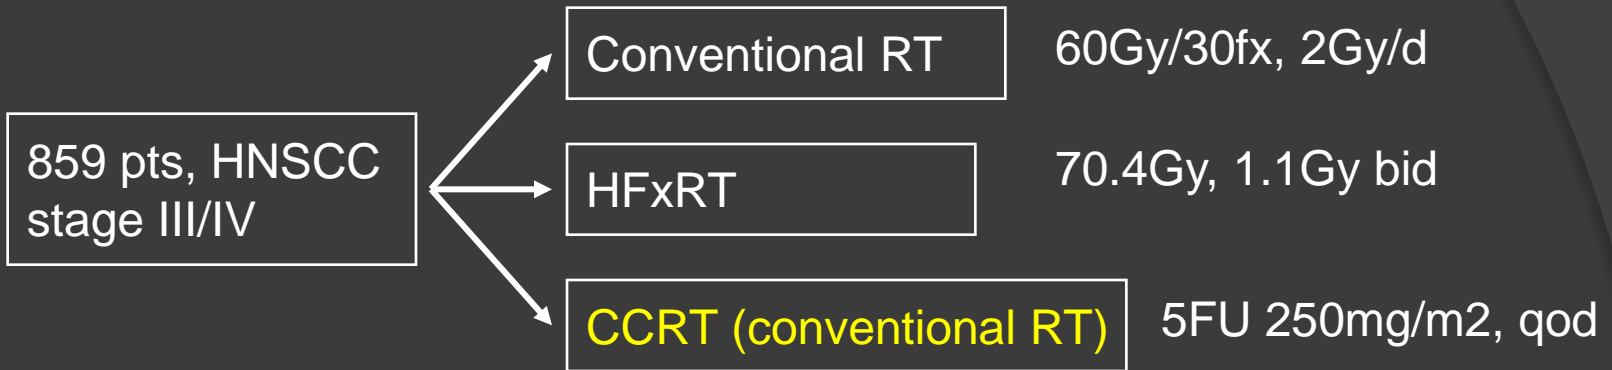 859 pts, HNSCC
stage III/IV
Conventional RT
60Gy/30fx, 2Gy/d
HFxRT
70.4Gy, 1.1Gy bid
CCRT (conventional RT)
5FU 250mg/m2, qod